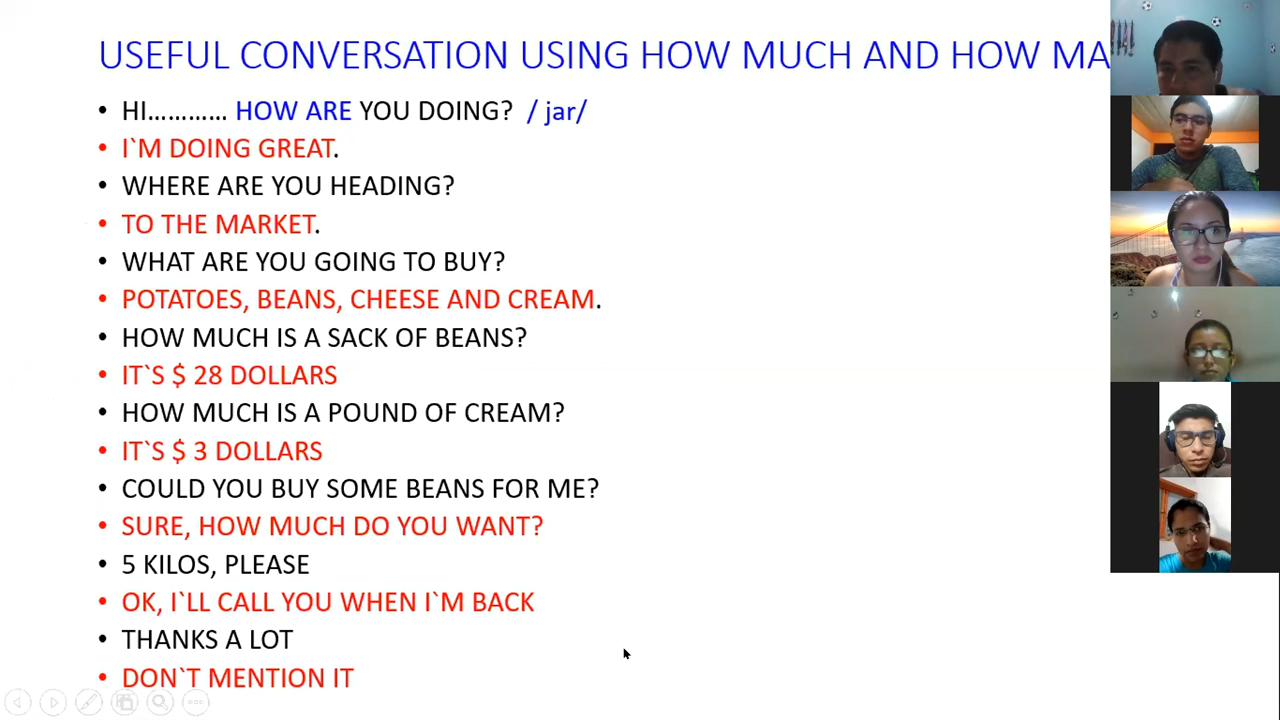 USEFUL CONVERSATION USING HOW MUCH AND HOW MA
• HI………… HOW ARE YOU DOING? / jar/
• I`M DOING GREAT.
• WHERE ARE YOU HEADING?
• TO THE MARKET.
• WHAT ARE YOU GOING TO BUY?
• POTATOES, BEANS, CHEESE AND CREAM.
• HOW MUCH IS A SACK OF BEANS?
• IT`S $ 28 DOLLARS
• HOW MUCH IS A POUND OF CREAM?
• IT`S $ 3 DOLLARS
• COULD YOU BUY SOME BEANS FOR ME?
• SURE, HOW MUCH DO YOU WANT?
• 5 KILOS, PLEASE
• OK, I`LL CALL YOU WHEN I`M BACK
• THANKS A LOT
• DON`T MENTION IT